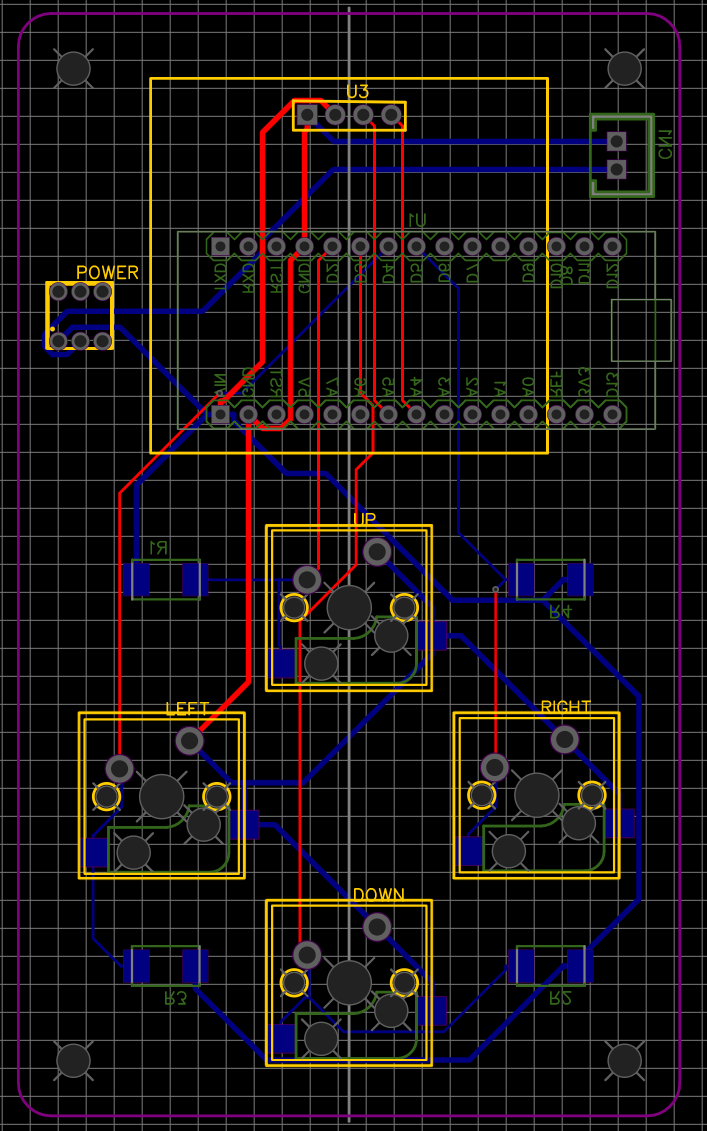 U3
CN1
U1
POWER
TXD
RXD
RST
GND
D2
D3
D4
D5
D6
D7
D9
D10
D8
D11
D12
VIN
GND
RST
5V
A7
A6
A5
A4
A3
A2
A1
A0
REF
3V3
D13
UP
R1
R4
LEFT
RIGHT
DOWN
R3
R2